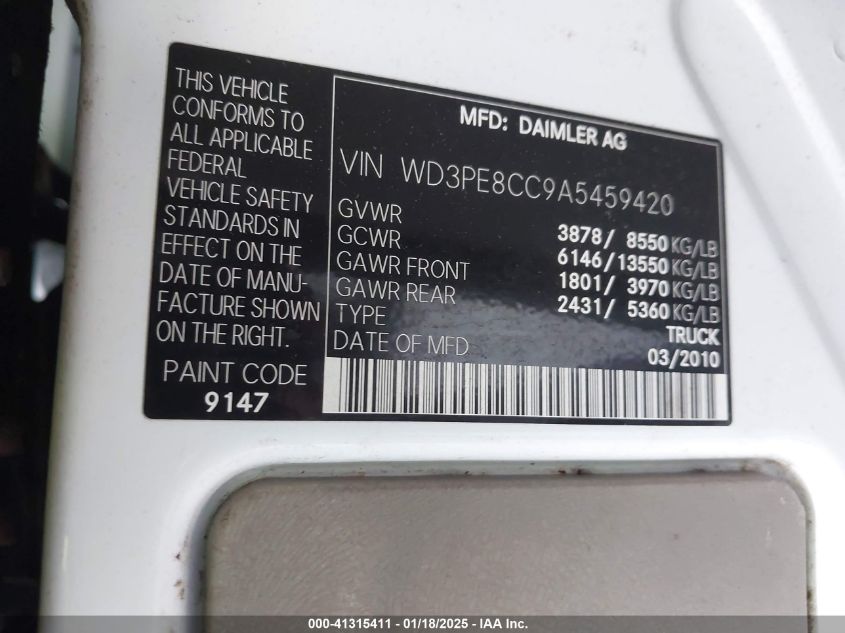 THIS VEHICLE
CONFORMS TO
ALL APPLICABLE
FEDERAL
VEHICLE SAFETY
STANDARDS IN
EFFECT ON THE
DATE OF MANU-
FACTURE SHOWN
ON THE RIGHT.
PAINT CODE
9147
MFD: DAIMLER AG
VIN WD3PE8CC9A5459420
GVWR 3878/ 8550 KG/LB
GCWR 6146/13550 KG/LB
GAWR FRONT 1801/ 3970 KG/LB
GAWR REAR 2431/ 5360 KG/LB
TYPE TRUCK
DATE OF MFD 03/2010
000-41315411 - 01/18/2025 - IAA Inc.